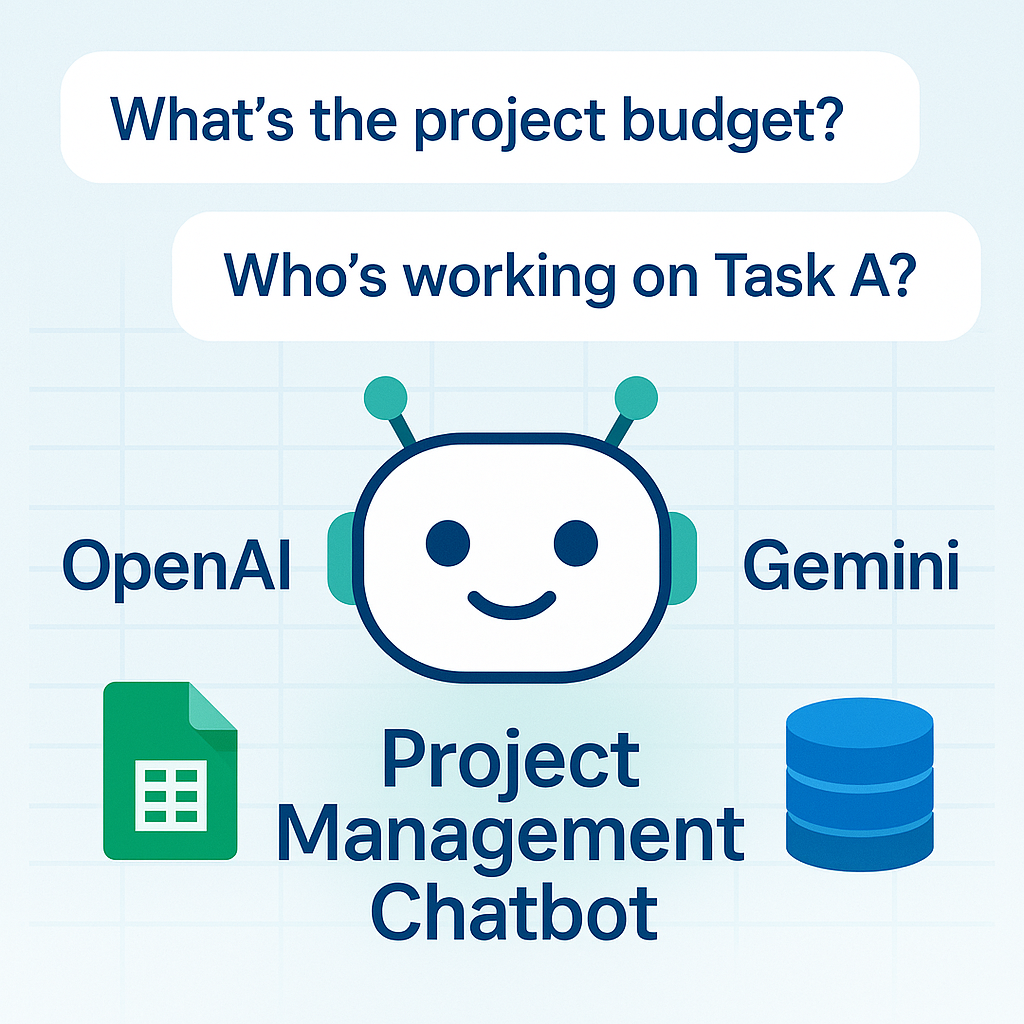 What’s the project budget?
Who’s working on Task A?
OpenAI
Gemini
Project
Management
Chatbot